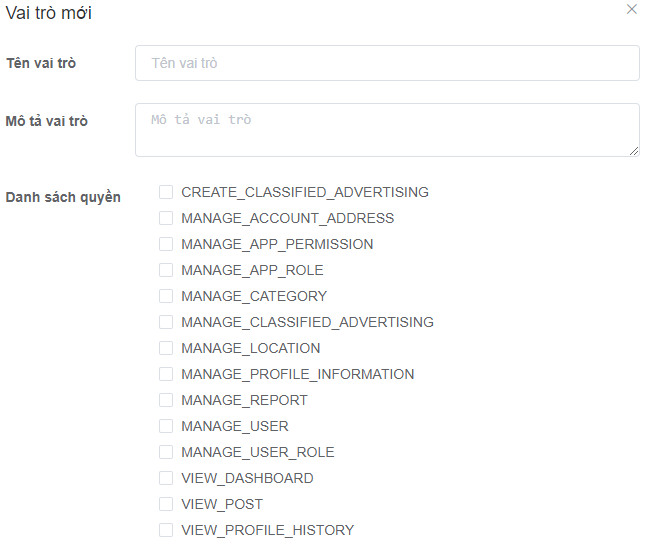 Vai trò mới
Tên vai trò
Tên vai trò
Mô tả vai trò
Mô tả vai trò
Danh sách quyền
CREATE_CLASSIFIED_ADVERTISING
MANAGE_ACCOUNT_ADDRESS
MANAGE_APP_PERMISSION
MANAGE_APP_ROLE
MANAGE_CATEGORY
MANAGE_CLASSIFIED_ADVERTISING
MANAGE_LOCATION
MANAGE_PROFILE_INFORMATION
MANAGE_REPORT
MANAGE_USER
MANAGE_USER_ROLE
VIEW_DASHBOARD
VIEW_POST
VIEW_PROFILE_HISTORY